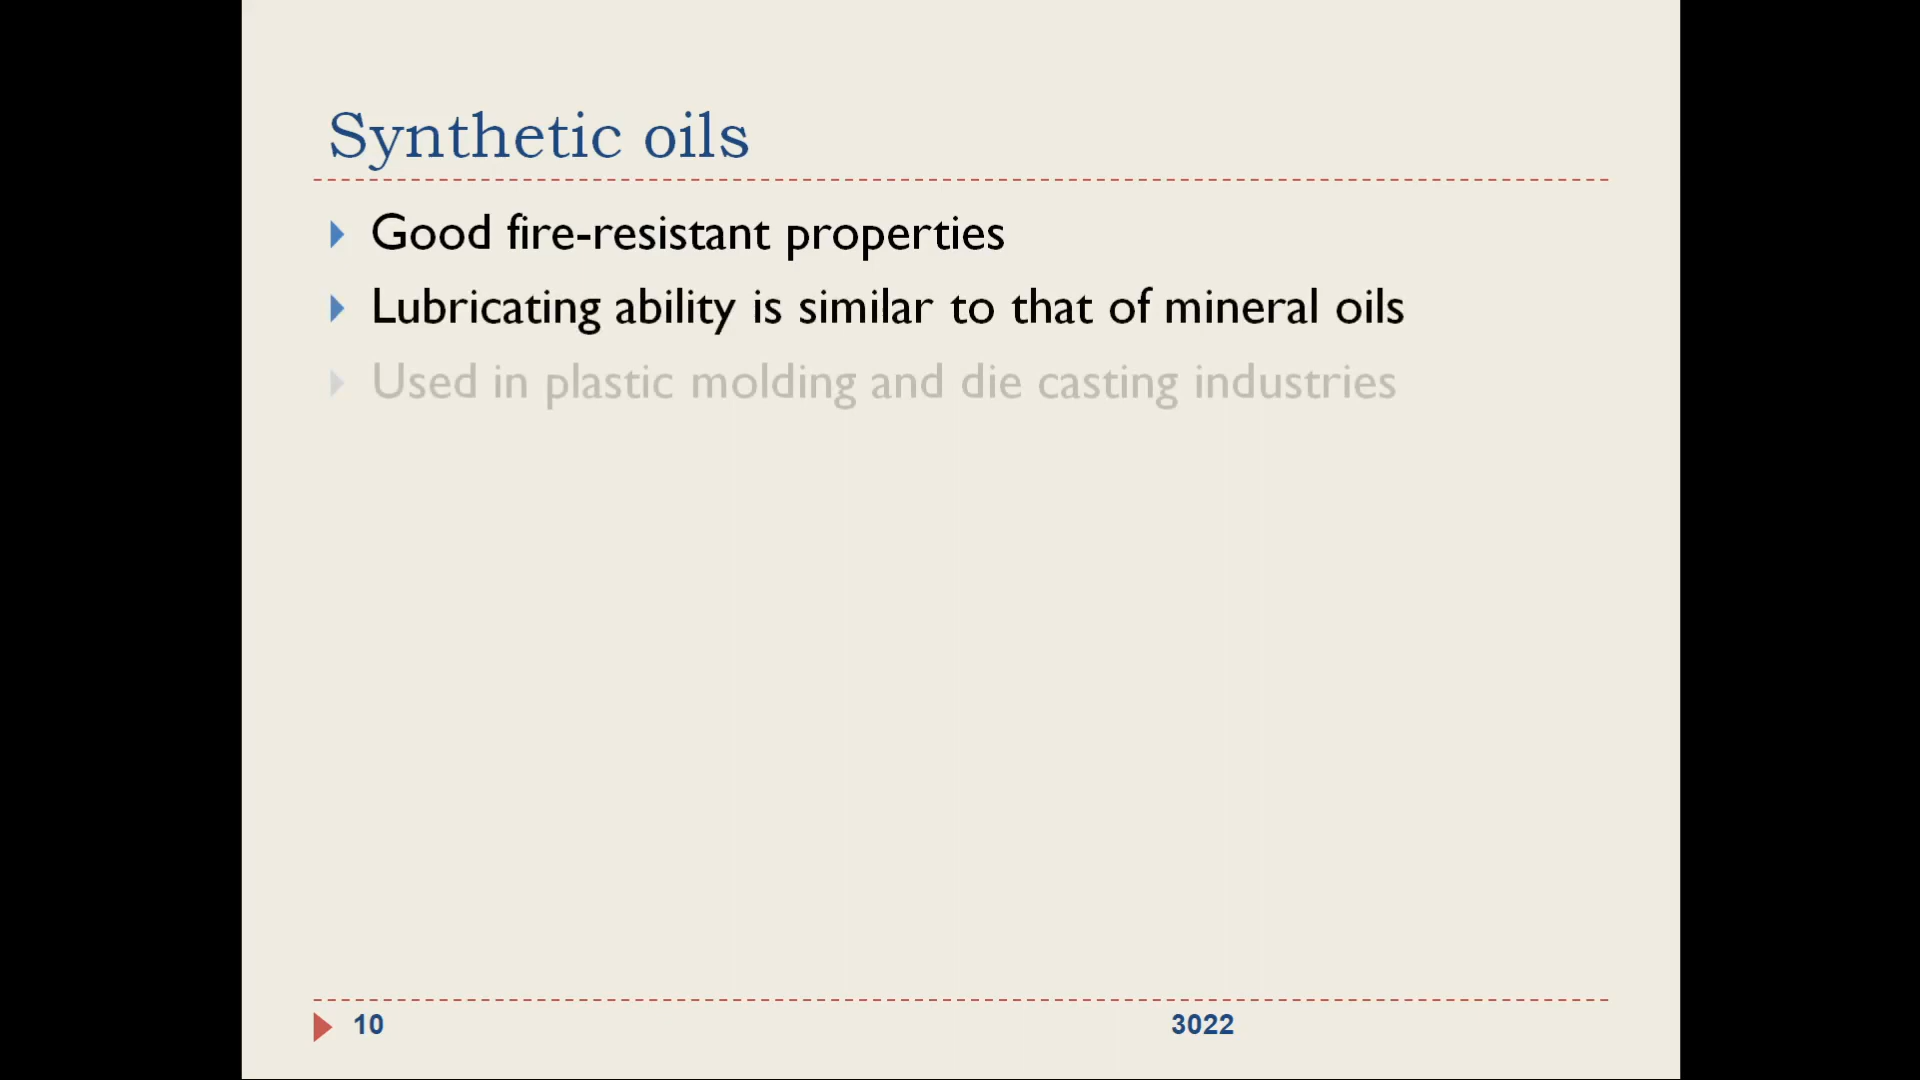 Synthetic oils
Good fire-resistant properties
Lubricating ability is similar to that of mineral oils
Used in plastic molding and die casting industries
10
3022